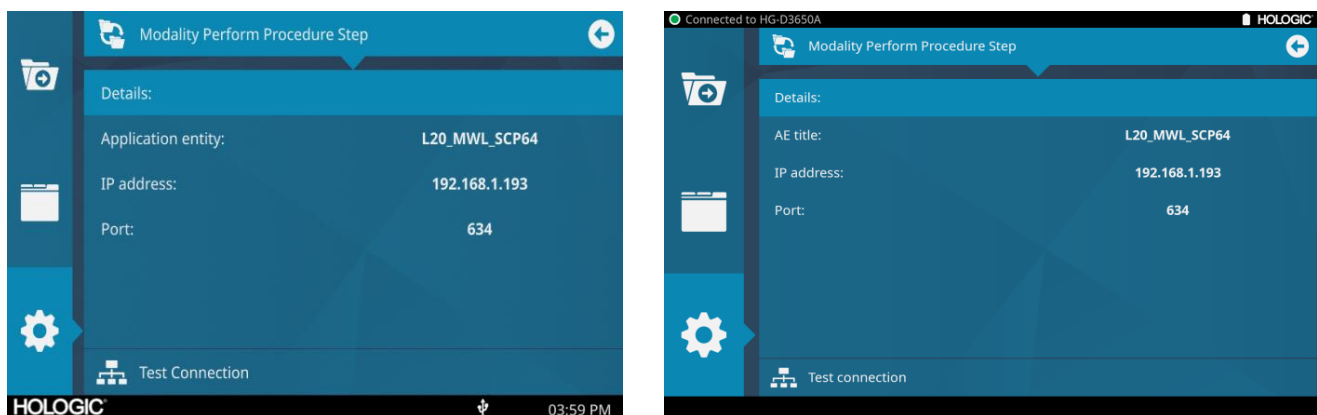 Modality Perform Procedure Step
Details:
Application entity: L20_MWL_SCP64
IP address: 192.168.1.193
Port: 634
Test Connection
HOLOGIC 03:59 PM
Connected to HG-D3650A HOLOGIC
Modality Perform Procedure Step
Details:
AE title: L20_MWL_SCP64
IP address: 192.168.1.193
Port: 634
Test connection